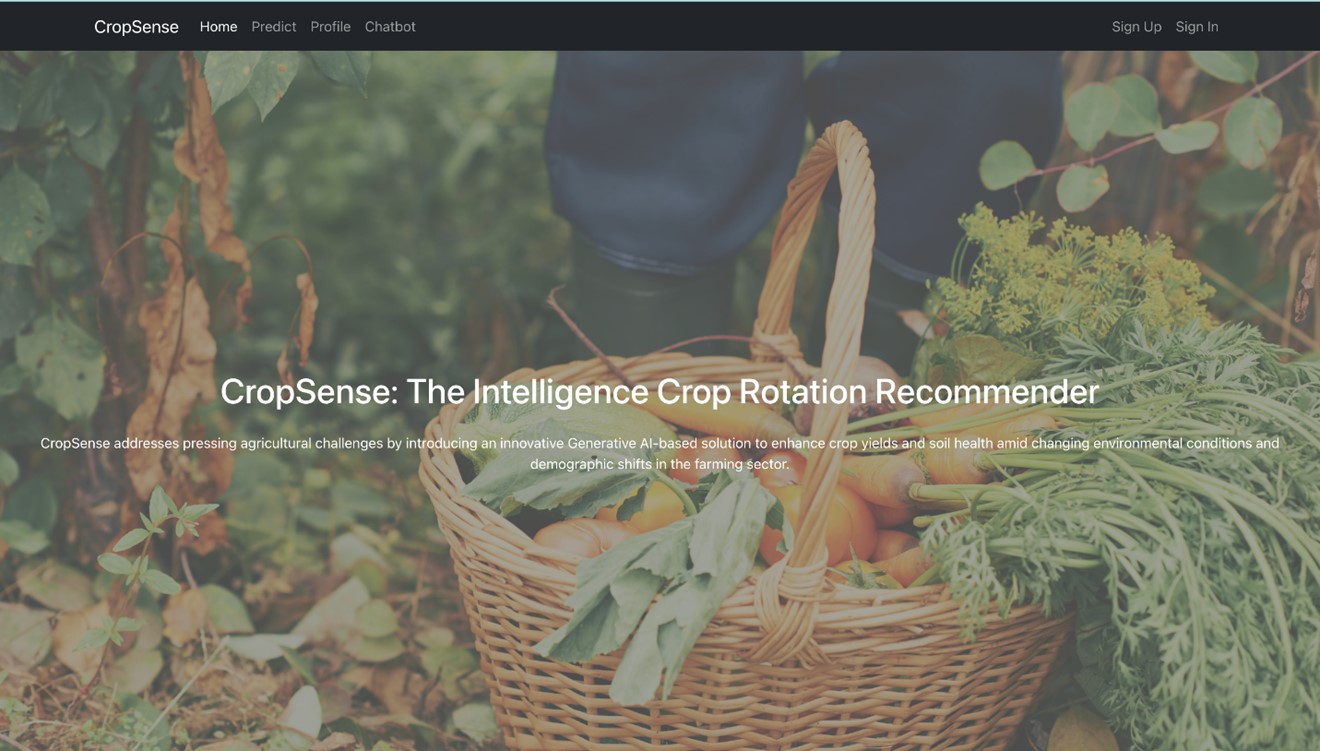 CropSense Home Predict Profile Chatbot Sign Up Sign In
CropSense: The Intelligence Crop Rotation Recommender
CropSense addresses pressing agricultural challenges by introducing an innovative Generative AI-based solution to enhance crop yields and soil health amid changing environmental conditions and
demographic shifts in the farming sector.